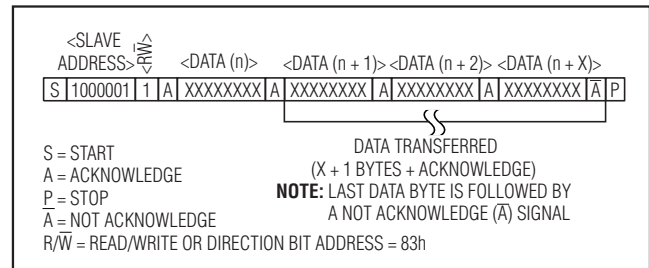 <SLAVE
ADDRESS> <RW̅> <DATA (n)> <DATA (n + 1)> <DATA (n + 2)> <DATA (n + X)>
S 1000001 1 A XXXXXXXX A XXXXXXXX A XXXXXXXX A XXXXXXXX A̅ P
S = START
A = ACKNOWLEDGE
P = STOP
A̅ = NOT ACKNOWLEDGE
R/W̅ = READ/WRITE OR DIRECTION BIT ADDRESS = 83h
DATA TRANSFERRED
(X + 1 BYTES + ACKNOWLEDGE)
NOTE: LAST DATA BYTE IS FOLLOWED BY
A NOT ACKNOWLEDGE (A̅) SIGNAL